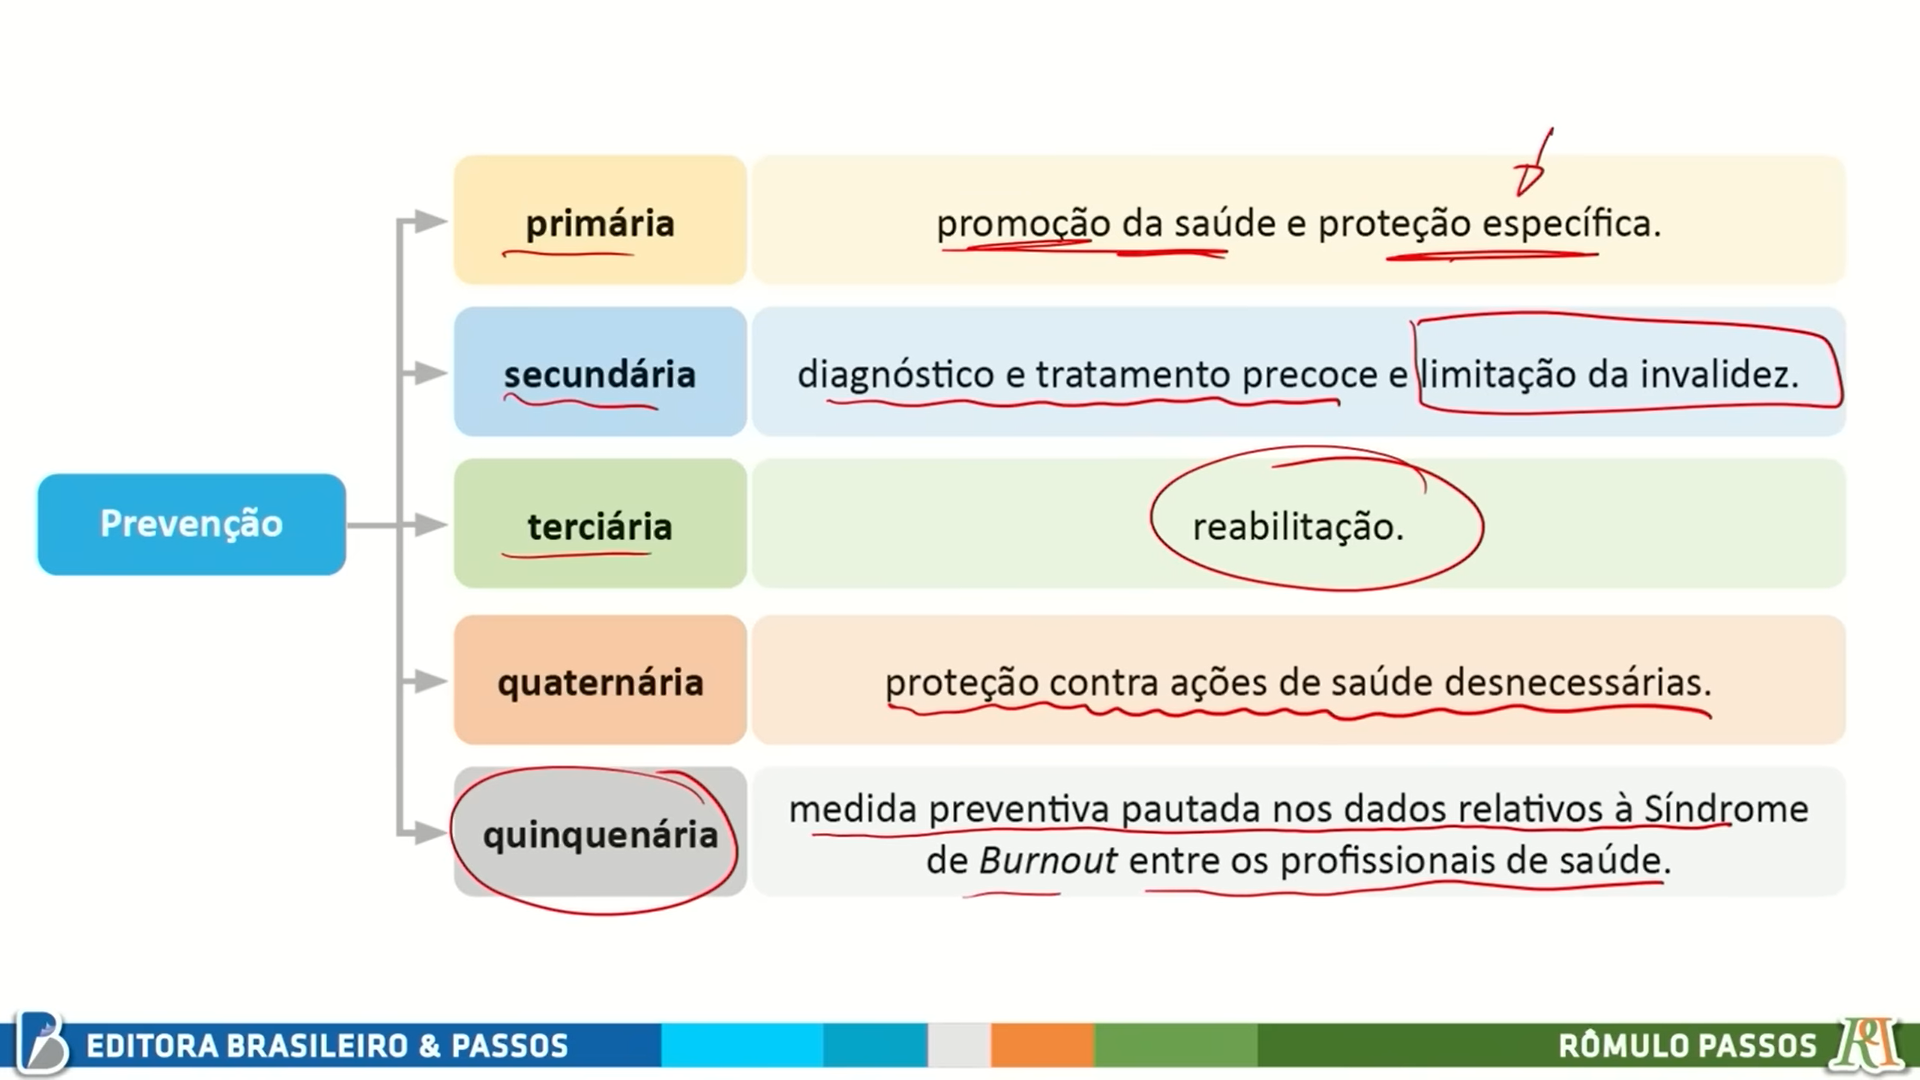 primária
promoção da saúde e proteção específica.
secundária
diagnóstico e tratamento precoce e limitação da invalidez.
Prevenção
terciária
reabilitação.
quaternária
proteção contra ações de saúde desnecessárias.
quinquenária
medida preventiva pautada nos dados relativos à Síndrome
de Burnout entre os profissionais de saúde.
EDITORA BRASILEIRO & PASSOS
RÔMULO PASSOS